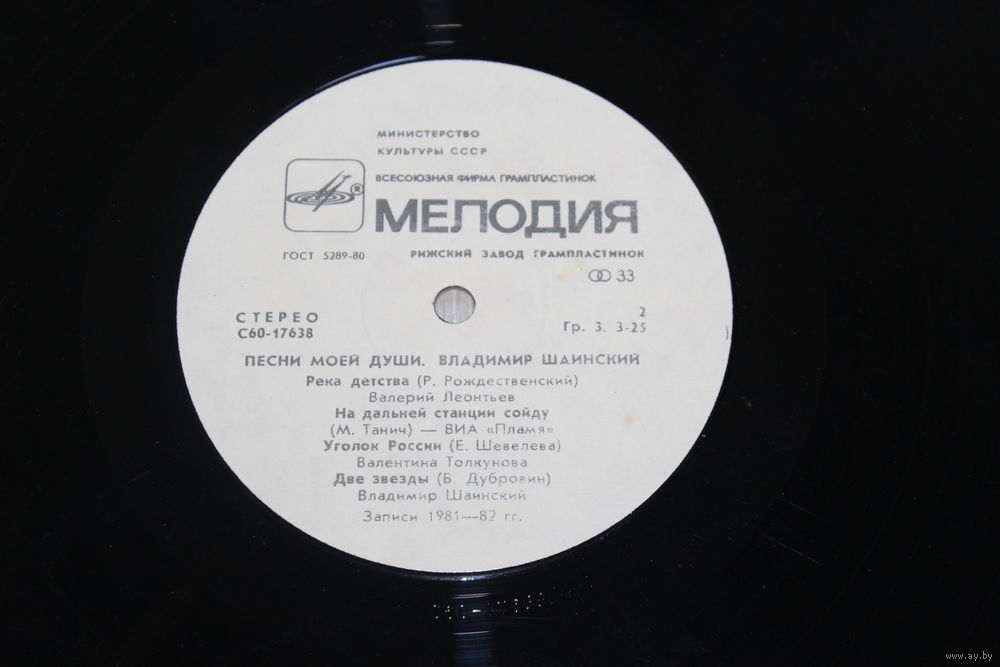 МИНИСТЕРСТВО
КУЛЬТУРЫ СССР
ВСЕСОЮЗНАЯ ФИРМА ГРАМПЛАСТИНОК
®
МЕЛОДИЯ
ГОСТ 5289-80
РИЖСКИЙ ЗАВОД ГРАМПЛАСТИНОК
33
СТЕРЕО
2
С60-17638
Гр. 3. 3-25
ПЕСНИ МОЕЙ ДУШИ. ВЛАДИМИР ШАИНСКИЙ
Река детства (Р. Рождественский)
Валерий Леонтьев
На дальней станции сойду
(М. Танич) — ВИА «Пламя»
Уголок России (Е. Шевелева)
Валентина Толкунова
Две звезды (Б. Дубровин)
Владимир Шаинский
Записи 1981—82 гг.
www.ay.by